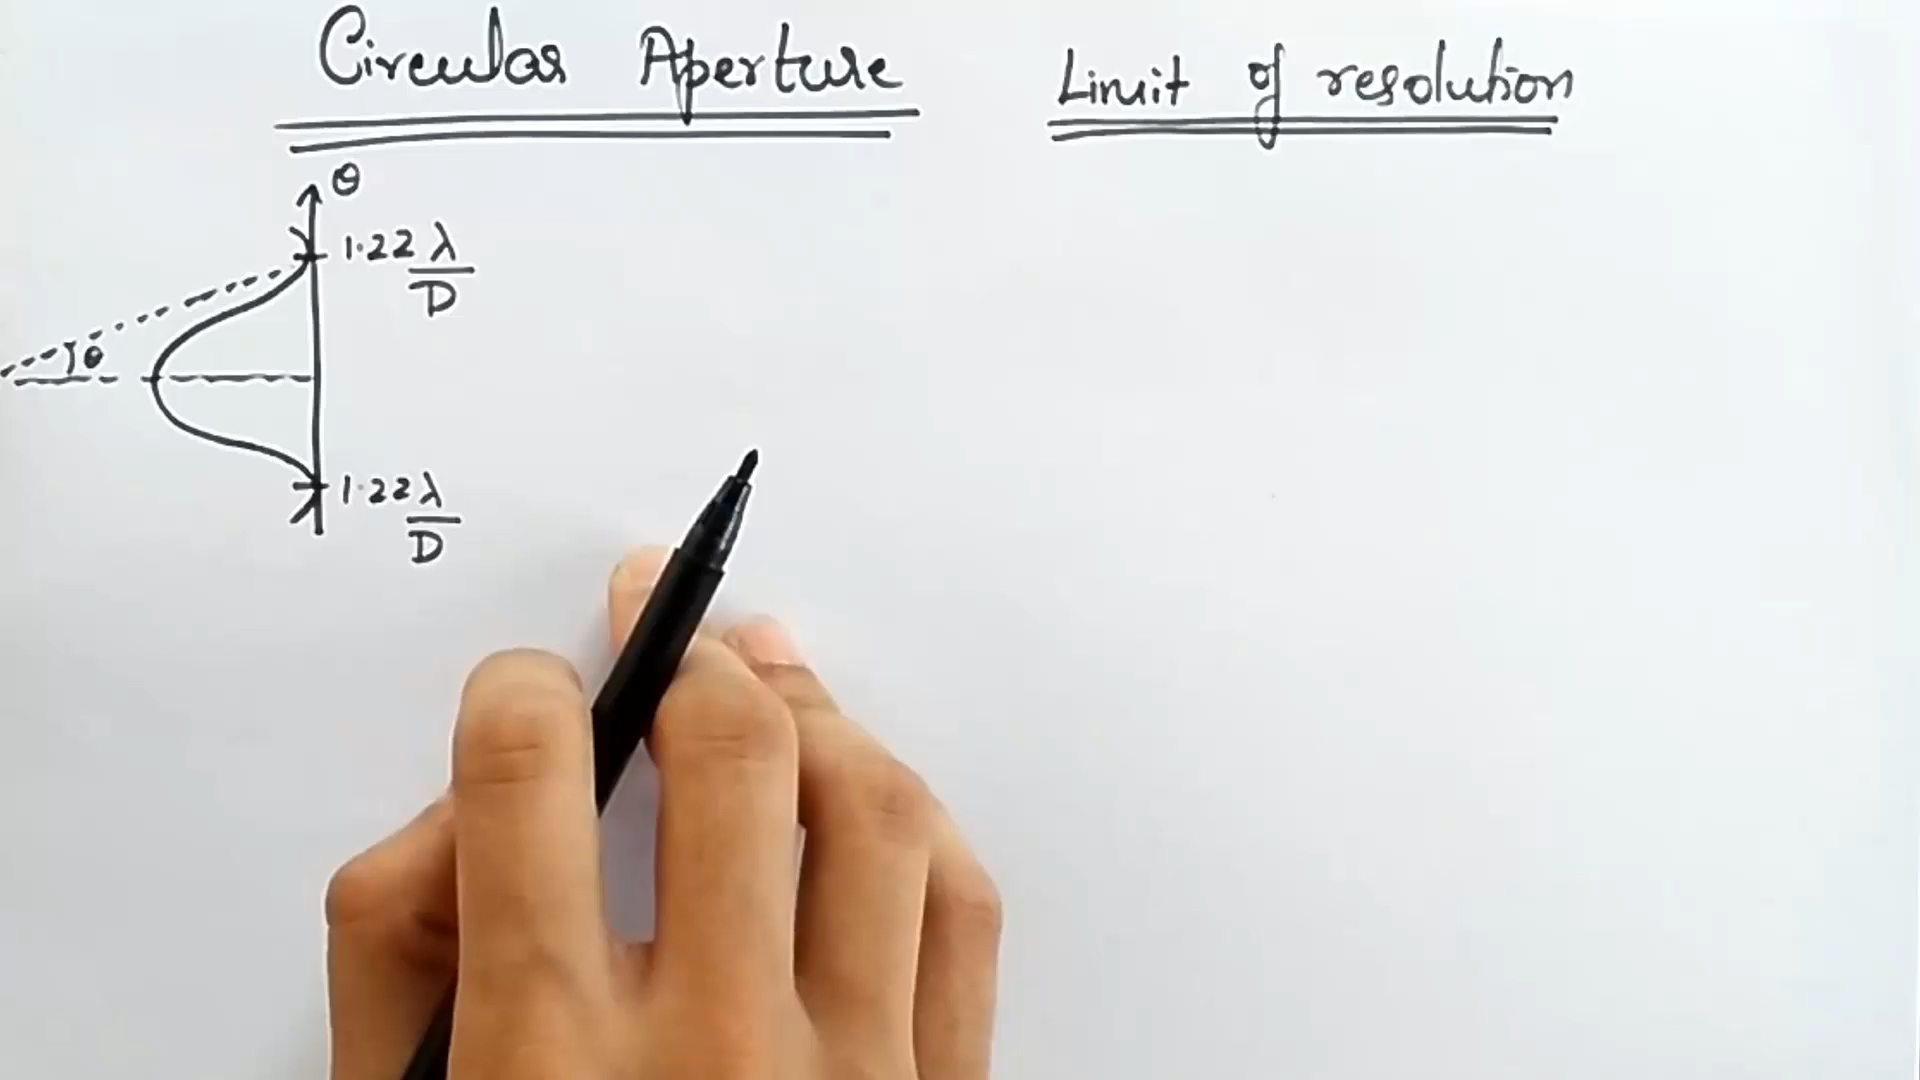 Circular Aperture
Limit of resolution
θ
1.22 λ
D
θ
1.22 λ
D